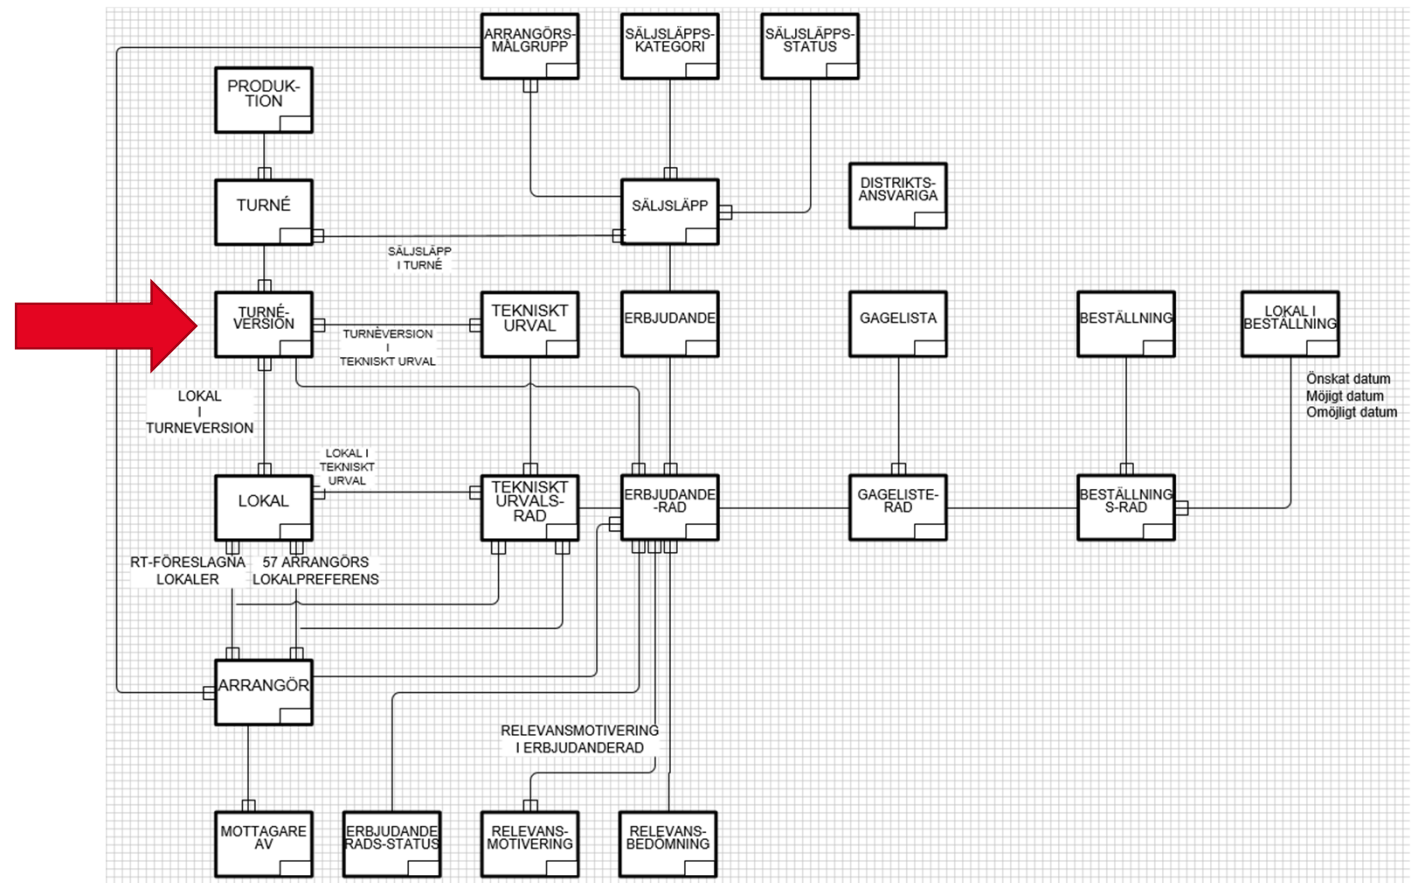 ARRANGÖRS-
MÅLGRUPP
SÄLJSLÄPPS-
KATEGORI
SÄLJSLÄPPS-
STATUS
PRODUK-
TION
TURNÉ
SÄLJSLÄPP
DISTRIKTS-
ANSVARIGA
SÄLJSLÄPP
I TURNÉ
TURNÉ-
VERSION
TEKNISKT
URVAL
ERBJUDANDE
GAGELISTA
BESTÄLLNING
LOKAL I
BESTÄLLNING
TURNÉVERSION
I
TEKNISKT URVAL
Önskat datum
Möjigt datum
Omöjligt datum
LOKAL
I
TURNEVERSION
LOKAL I
TEKNISKT
URVAL
LOKAL
TEKNISKT
URVALS-
RAD
ERBJUDANDE
-RAD
GAGELISTE-
RAD
BESTÄLLNING
S-RAD
RT-FÖRESLAGNA
LOKALER
57 ARRANGÖRS
LOKALPREFERENS
ARRANGÖR
RELEVANSMOTIVERING
I ERBJUDANDERAD
MOTTAGARE
AV
ERBJUDANDE
RADS-STATUS
RELEVANS-
MOTIVERING
RELEVANS-
BEDÖMNING